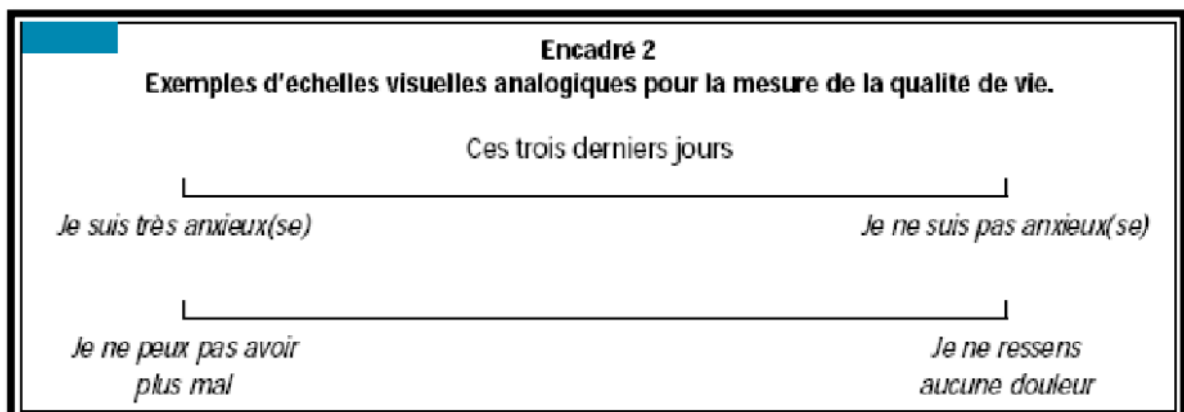 Encadré 2
Exemples d'échelles visuelles analogiques pour la mesure de la qualité de vie.
Ces trois derniers jours
Je suis très anxieux(se) Je ne suis pas anxieux(se)
Je ne peux pas avoir Je ne ressens
plus mal aucune douleur